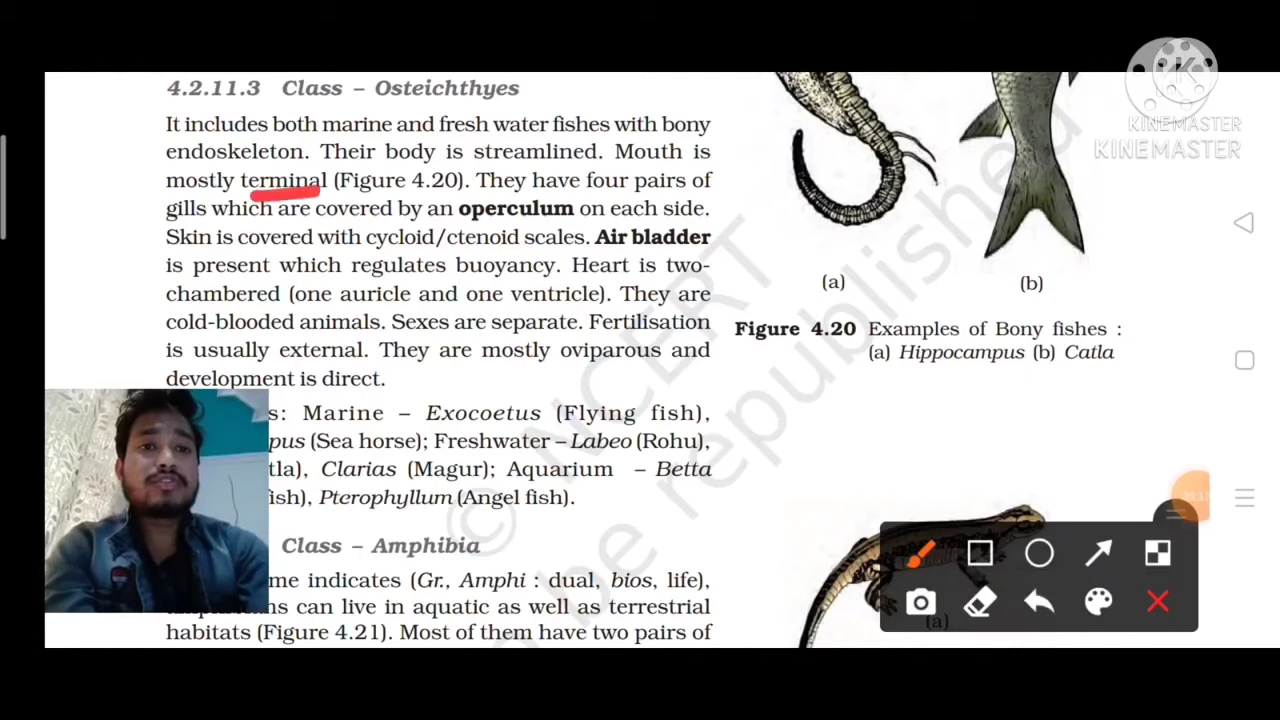 KINEMASTER
KINEMASTER
4.2.11.3 Class – Osteichthyes
It includes both marine and fresh water fishes with bony
endoskeleton. Their body is streamlined. Mouth is
mostly terminal (Figure 4.20). They have four pairs of
gills which are covered by an operculum on each side.
Skin is covered with cycloid/ctenoid scales. Air bladder
is present which regulates buoyancy. Heart is two-
chambered (one auricle and one ventricle). They are
cold-blooded animals. Sexes are separate. Fertilisation
is usually external. They are mostly oviparous and
development is direct.
s: Marine – Exocoetus (Flying fish),
pus (Sea horse); Freshwater – Labeo (Rohu),
tla), Clarias (Magur); Aquarium – Betta
fish), Pterophyllum (Angel fish).
Class – Amphibia
me indicates (Gr., Amphi : dual, bios, life),
can live in aquatic as well as terrestrial
habitats (Figure 4.21). Most of them have two pairs of
(a)
(b)
Figure 4.20 Examples of Bony fishes :
(a) Hippocampus (b) Catla
(a)
© NCERT
be republished